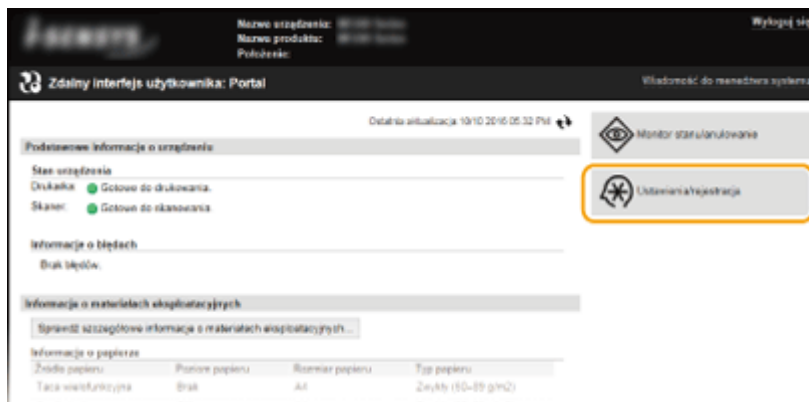 i-SENSYS
Nazwa urządzenia:
Nazwa produktu:
Położenie:
Wyloguj się
Zdalny interfejs użytkownika: Portal
Wiadomość do menedżera systemu
Ostatnia aktualizacja: 10/10 2016 05:32 PM
Podstawowe informacje o urządzeniu
Monitor stanu/anulowanie
Stan urządzenia
Drukarka: Gotowe do drukowania.
Skaner: Gotowe do skanowania.
Ustawienia/rejestracja
Informacje o błędach
Brak błędów.
Informacje o materiałach eksploatacyjnych
Sprawdź szczegółowe informacje o materiałach eksploatacyjnych...
Informacje o papierze
Źródło papieru Poziom papieru Rozmiar papieru Typ papieru
Taca wielofunkcyjna Brak A4 Zwykły (60-89 g/m2)